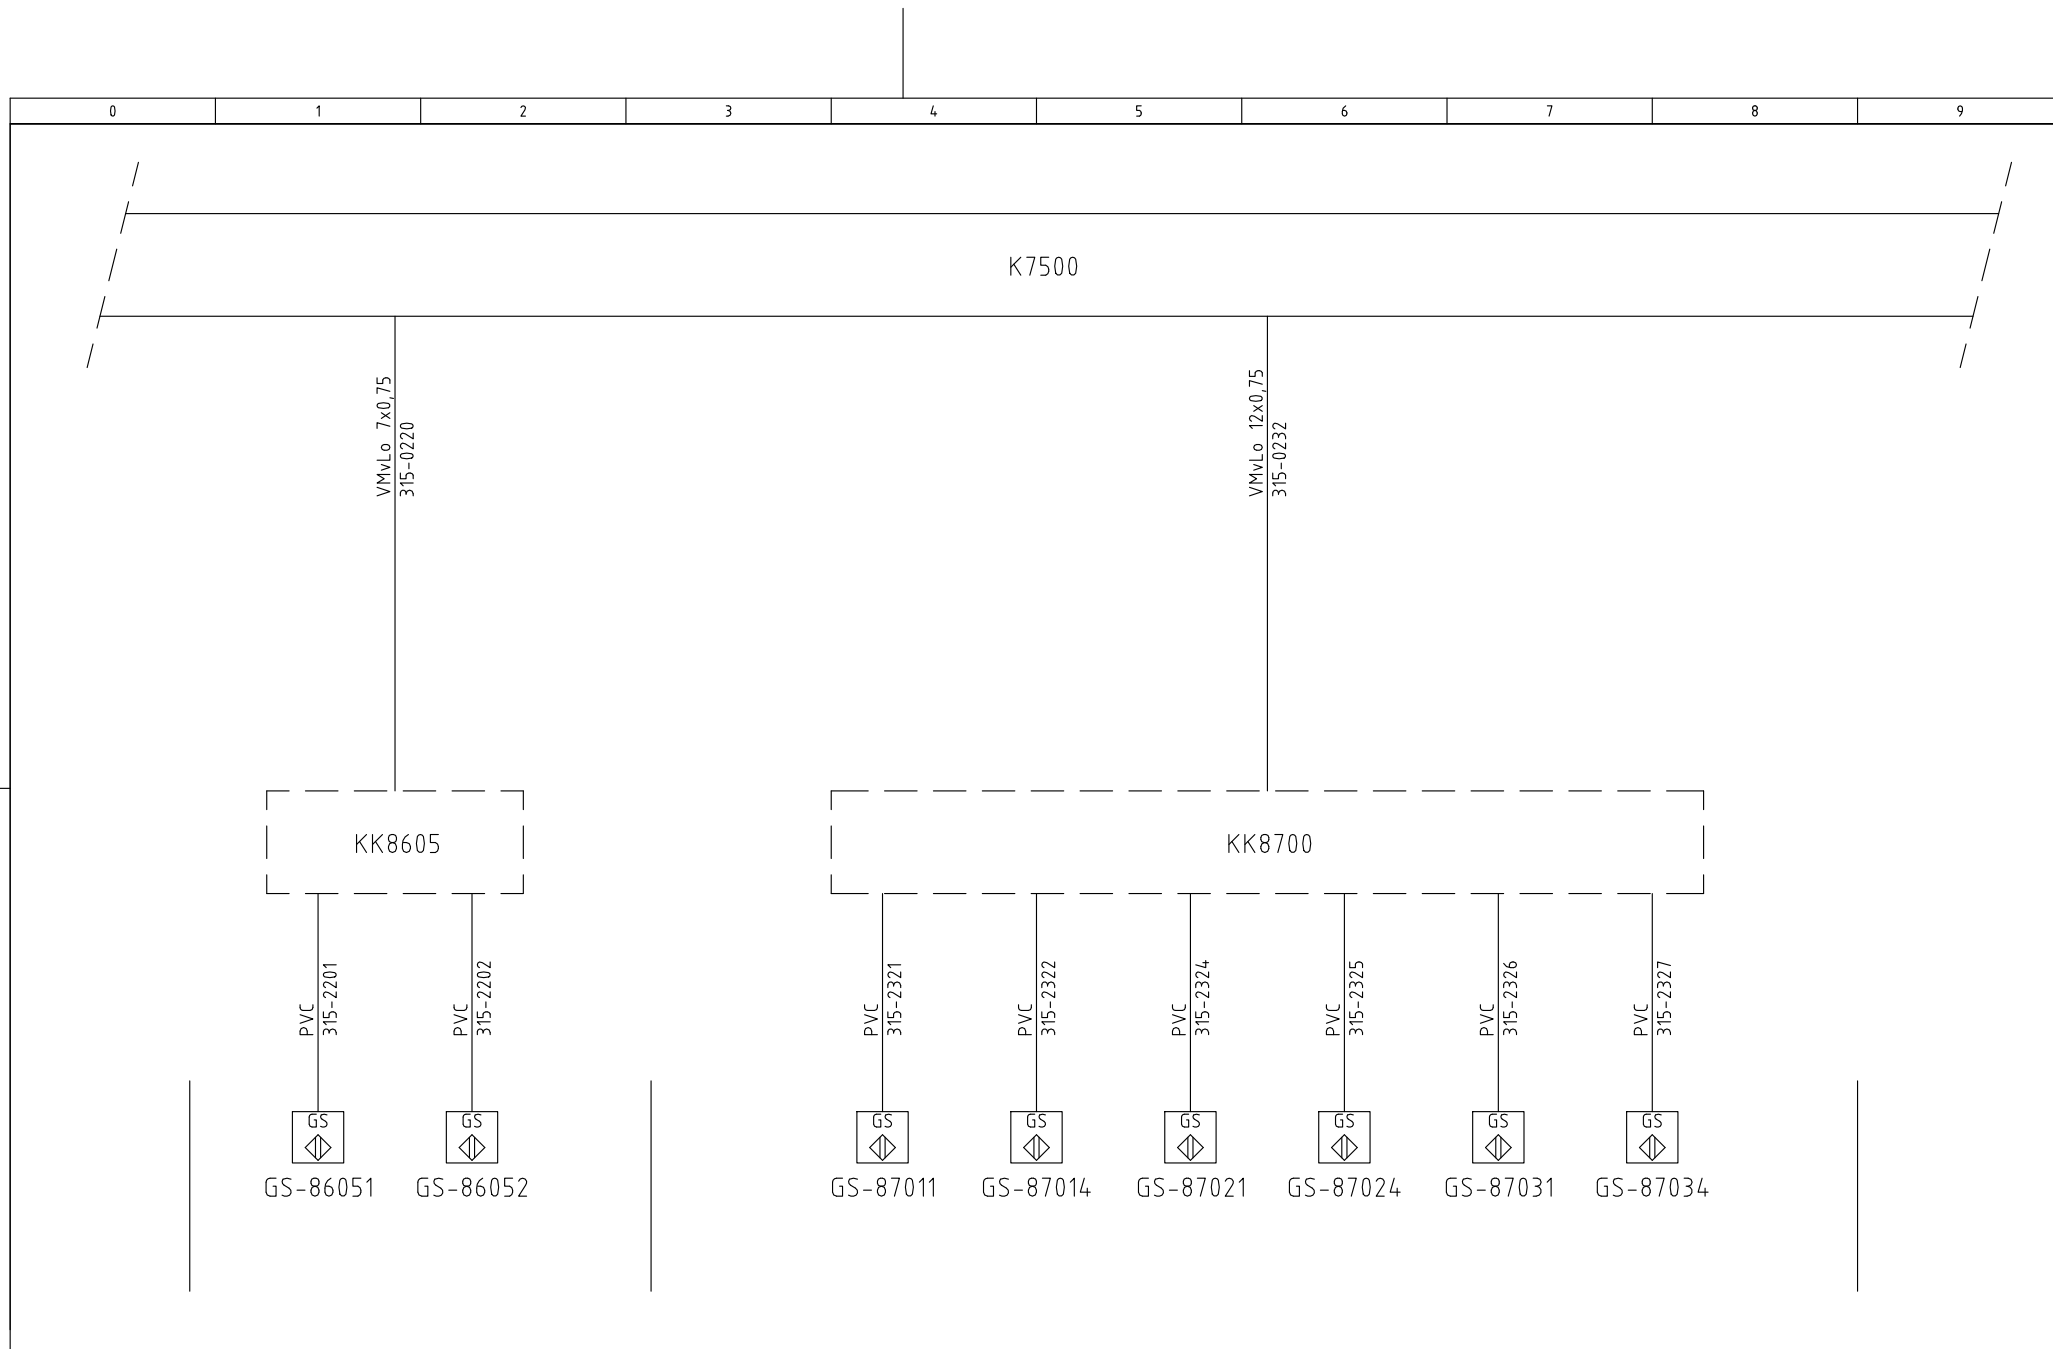 0 1 2 3 4 5 6 7 8 9
K7500
VMvLo 7x0,75
315-0220
VMvLo 12x0,75
315-0232
KK8605
KK8700
PVC
315-2201
PVC
315-2202
PVC
315-2321
PVC
315-2322
PVC
315-2324
PVC
315-2325
PVC
315-2326
PVC
315-2327
GS GS GS GS GS GS GS GS
GS-86051 GS-86052 GS-87011 GS-87014 GS-87021 GS-87024 GS-87031 GS-87034